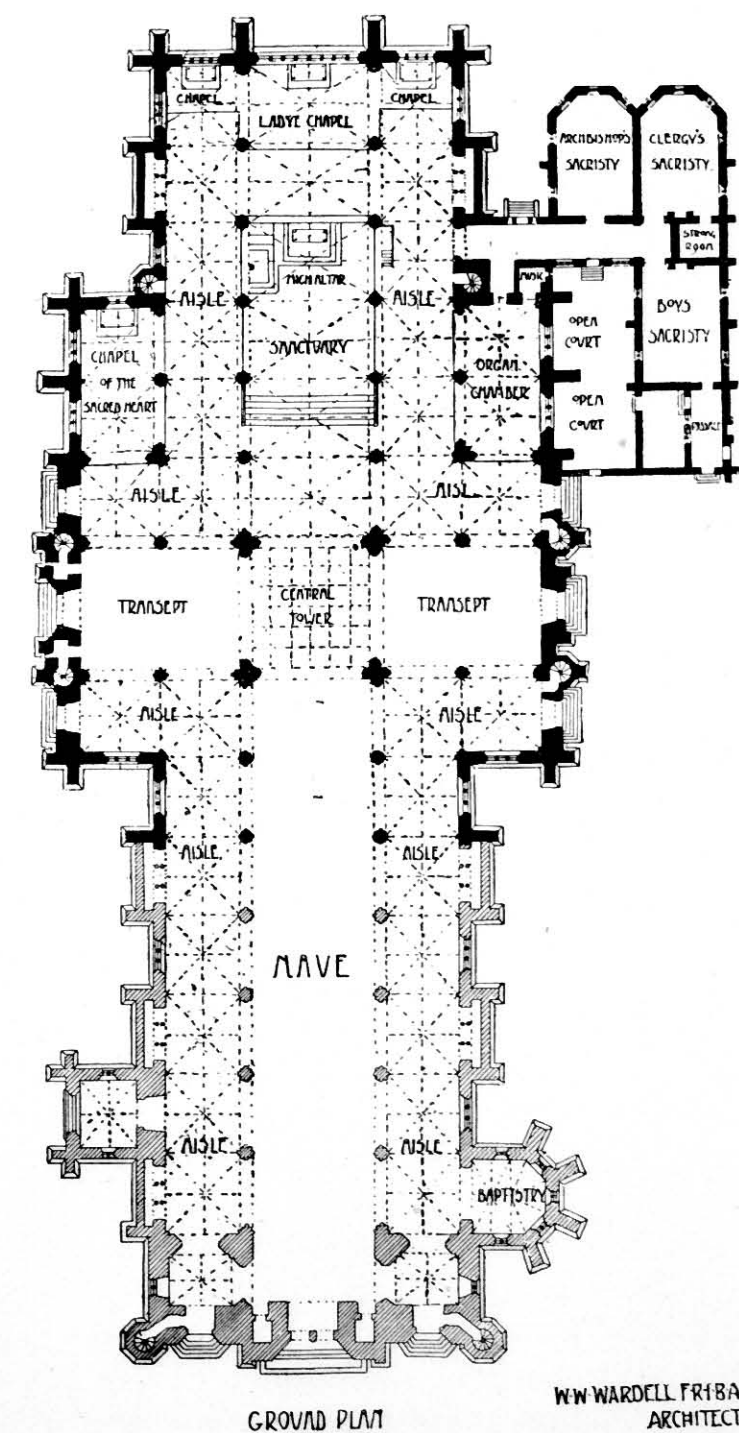 CHAPEL
CHAPEL
LADYE CHAPEL
ARCHBISHOP'S
SACRISTY
CLERGY'S
SACRISTY
STRONG
ROOM
HIGH ALTAR
AISLE
AISLE
SANCTUARY
CHAPEL
OF THE
SACRED HEART
ORGAN
CHAMBER
OPEN
COURT
BOYS
SACRISTY
OPEN
COURT
AISLE
AISLE
TRANSEPT
CENTRAL
TOWER
TRANSEPT
AISLE
AISLE
AISLE
AISLE
NAVE
AISLE
AISLE
BAPTISTRY
GROUND PLAN
W·W·WARDELL F·R·I·B·A
ARCHITECT